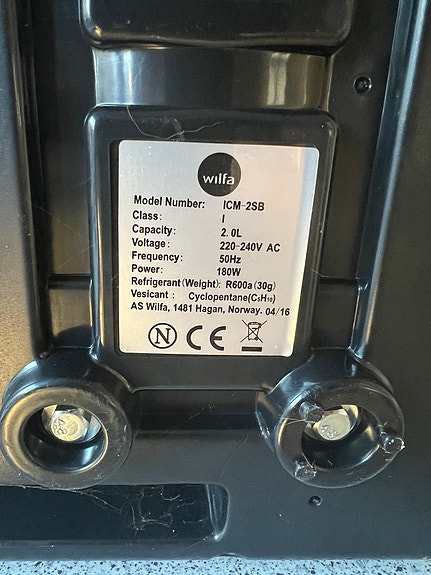 wilfa
Model Number: ICM-2SB
Class: I
Capacity: 2.0L
Voltage: 220-240V AC
Frequency: 50Hz
Power: 180W
Refrigerant(Weight): R600a(30g)
Vesicant: Cyclopentane(C₅H₁₀)
AS Wilfa, 1481 Hagan, Norway. 04/16
N CE